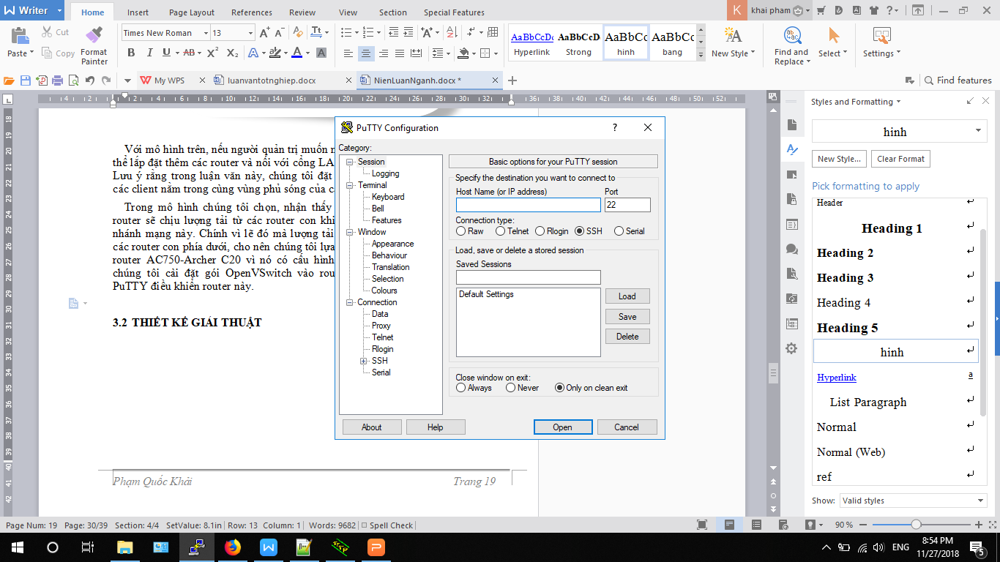 Writer
Home
Insert
Page Layout
References
Review
View
Section
Special Features
K
khai pham
Paste
Cut
Copy
Format
Painter
Times New Roman
13
AaBbCcDc
Hyperlink
AaBbCcD
Strong
AaBbCc
hinh
AaBbCc
bang
New Style
Find and
Replace
Select
Settings
My WPS
luanvantotnghiep.docx
NienLuanNganh.docx *
Find features
Với mô hình trên, nếu người quản trị muốn
thể lắp đặt thêm các router và nối với cổng LA
Lưu ý rằng trong luận văn này, chúng tôi đặt
các client nằm trong cùng vùng phủ sóng của
Trong mô hình chúng tôi chọn, nhận thấy
router sẽ chịu lượng tải từ các router con khi
nhánh mạng này. Chính vì lẽ đó mà lượng tải
các router con phía dưới, cho nên chúng tôi lựa
router AC750-Archer C20 vì nó có cấu hình
chúng tôi cài đặt gói OpenVSwitch vào
PuTTY điều khiển router này.
3.2 THIẾT KẾ GIẢI THUẬT
Phạm Quốc Khải
Trang 19
PuTTY Configuration
?
Category:
Session
Logging
Terminal
Keyboard
Bell
Features
Window
Appearance
Behaviour
Translation
Selection
Colours
Connection
Data
Proxy
Telnet
Rlogin
SSH
Serial
Basic options for your PuTTY session
Specify the destination you want to connect to
Host Name (or IP address)
Port
22
Connection type:
Raw
Telnet
Rlogin
SSH
Serial
Load, save or delete a stored session
Saved Sessions
Default Settings
Load
Save
Delete
Close window on exit:
Always
Never
Only on clean exit
About
Help
Open
Cancel
Styles and Formatting
hinh
New Style...
Clear Format
Pick formatting to apply
Header
Heading 1
Heading 2
Heading 3
Heading 4
Heading 5
hinh
Hyperlink
a
List Paragraph
Normal
Normal (Web)
ref
Show:
Valid styles
Page Num: 19 Page: 30/39 Section: 4/4 SetValue: 8.1in Row: 13 Column: 1 Words: 9682 Spell Check
90 %
ENG
8:54 PM
11/27/2018
5